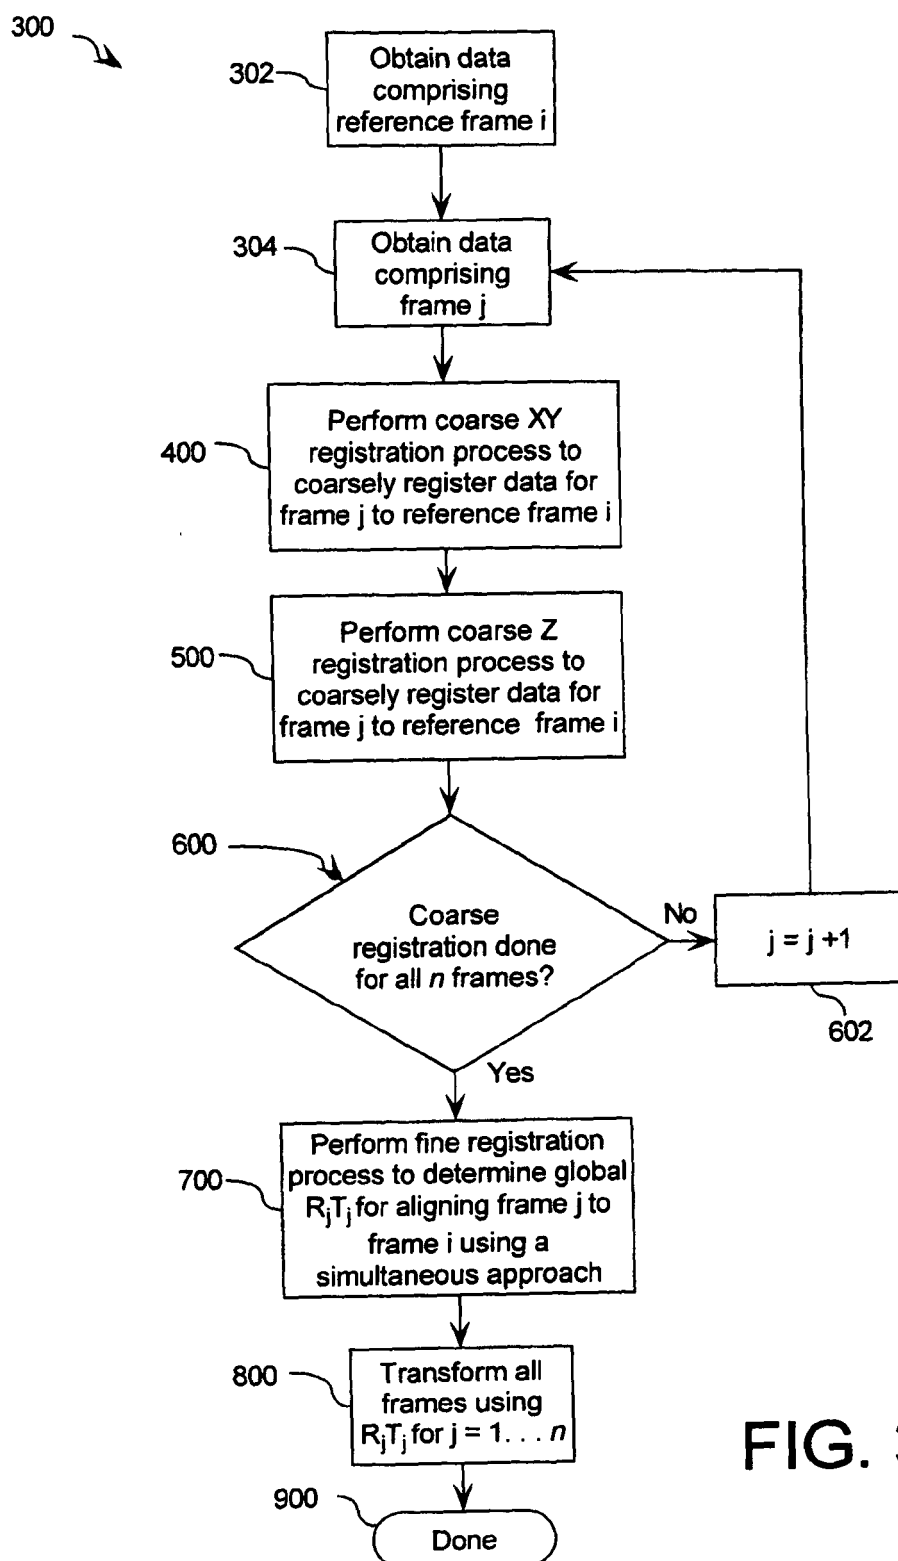 300
302
Obtain data
comprising
reference frame i
304
Obtain data
comprising
frame j
400
Perform coarse XY
registration process to
coarsely register data for
frame j to reference frame i
500
Perform coarse Z
registration process to
coarsely register data for
frame j to reference frame i
600
Coarse
registration done
for all n frames?
No
j = j +1
602
Yes
700
Perform fine registration
process to determine global
RjTj for aligning frame j to
frame i using a
simultaneous approach
800
Transform all
frames using
RjTj for j = 1 . . . n
900
Done
FIG.